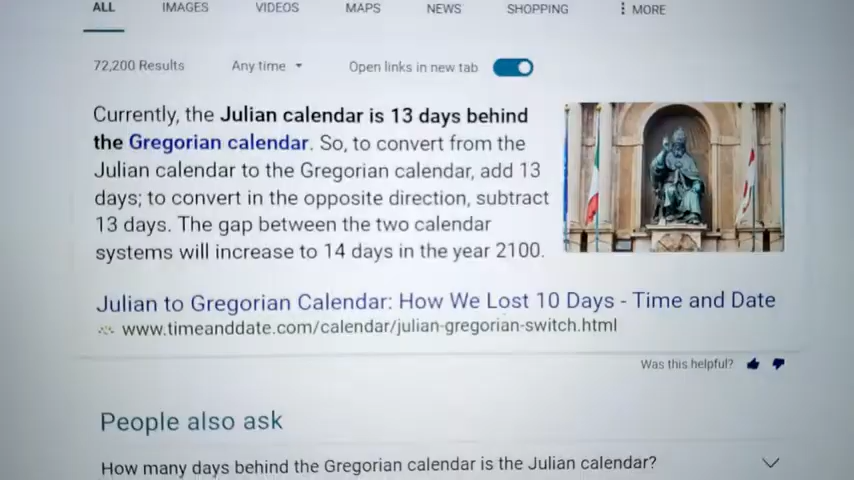 ALL IMAGES VIDEOS MAPS NEWS SHOPPING MORE
72,200 Results Any time Open links in new tab
Currently, the Julian calendar is 13 days behind
the Gregorian calendar. So, to convert from the
Julian calendar to the Gregorian calendar, add 13
days; to convert in the opposite direction, subtract
13 days. The gap between the two calendar
systems will increase to 14 days in the year 2100.
Julian to Gregorian Calendar: How We Lost 10 Days - Time and Date
www.timeanddate.com/calendar/julian-gregorian-switch.html
Was this helpful?
People also ask
How many days behind the Gregorian calendar is the Julian calendar?